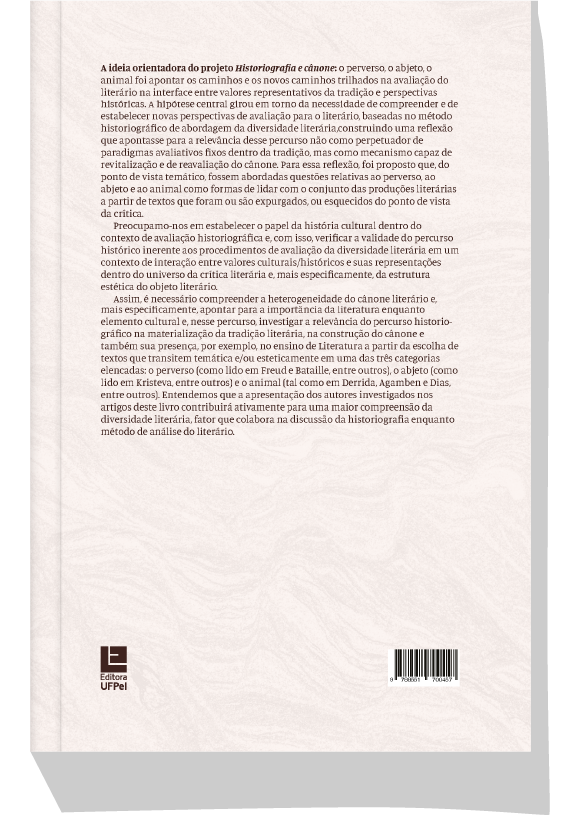 A ideia orientadora do projeto Historiografia e cânone: o perverso, o abjeto, o
animal foi apontar os caminhos e os novos caminhos trilhados na avaliação do
literário na interface entre valores representativos da tradição e perspectivas
históricas. A hipótese central girou em torno da necessidade de compreender e de
estabelecer novas perspectivas de avaliação para o literário, baseadas no método
historiográfico de abordagem da diversidade literária,construindo uma reflexão
que apontasse para a relevância desse percurso não como perpetuador de
paradigmas avaliativos fixos dentro da tradição, mas como mecanismo capaz de
revitalização e de reavaliação do cânone. Para essa reflexão, foi proposto que, do
ponto de vista temático, fossem abordadas questões relativas ao perverso, ao
abjeto e ao animal como formas de lidar com o conjunto das produções literárias
a partir de textos que foram ou são expurgados, ou esquecidos do ponto de vista
da crítica.
Preocupamo-nos em estabelecer o papel da história cultural dentro do
contexto de avaliação historiográfica e, com isso, verificar a validade do percurso
histórico inerente aos procedimentos de avaliação da diversidade literária em um
contexto de interação entre valores culturais/históricos e suas representações
dentro do universo da crítica literária e, mais especificamente, da estrutura
estética do objeto literário.
Assim, é necessário compreender a heterogeneidade do cânone literário e,
mais especificamente, apontar para a importância da literatura enquanto
elemento cultural e, nesse percurso, investigar a relevância do percurso historio-
gráfico na materialização da tradição literária, na construção do cânone e
também sua presença, por exemplo, no ensino de Literatura a partir da escolha de
textos que transitem temática e/ou esteticamente em uma das três categorias
elencadas: o perverso (como lido em Freud e Bataille, entre outros), o abjeto (como
lido em Kristeva, entre outros) e o animal (tal como em Derrida, Agamben e Dias,
entre outros). Entendemos que a apresentação dos autores investigados nos
artigos deste livro contribuirá ativamente para uma maior compreensão da
diversidade literária, fator que colabora na discussão da historiografia enquanto
método de análise do literário.
Editora
UFPel